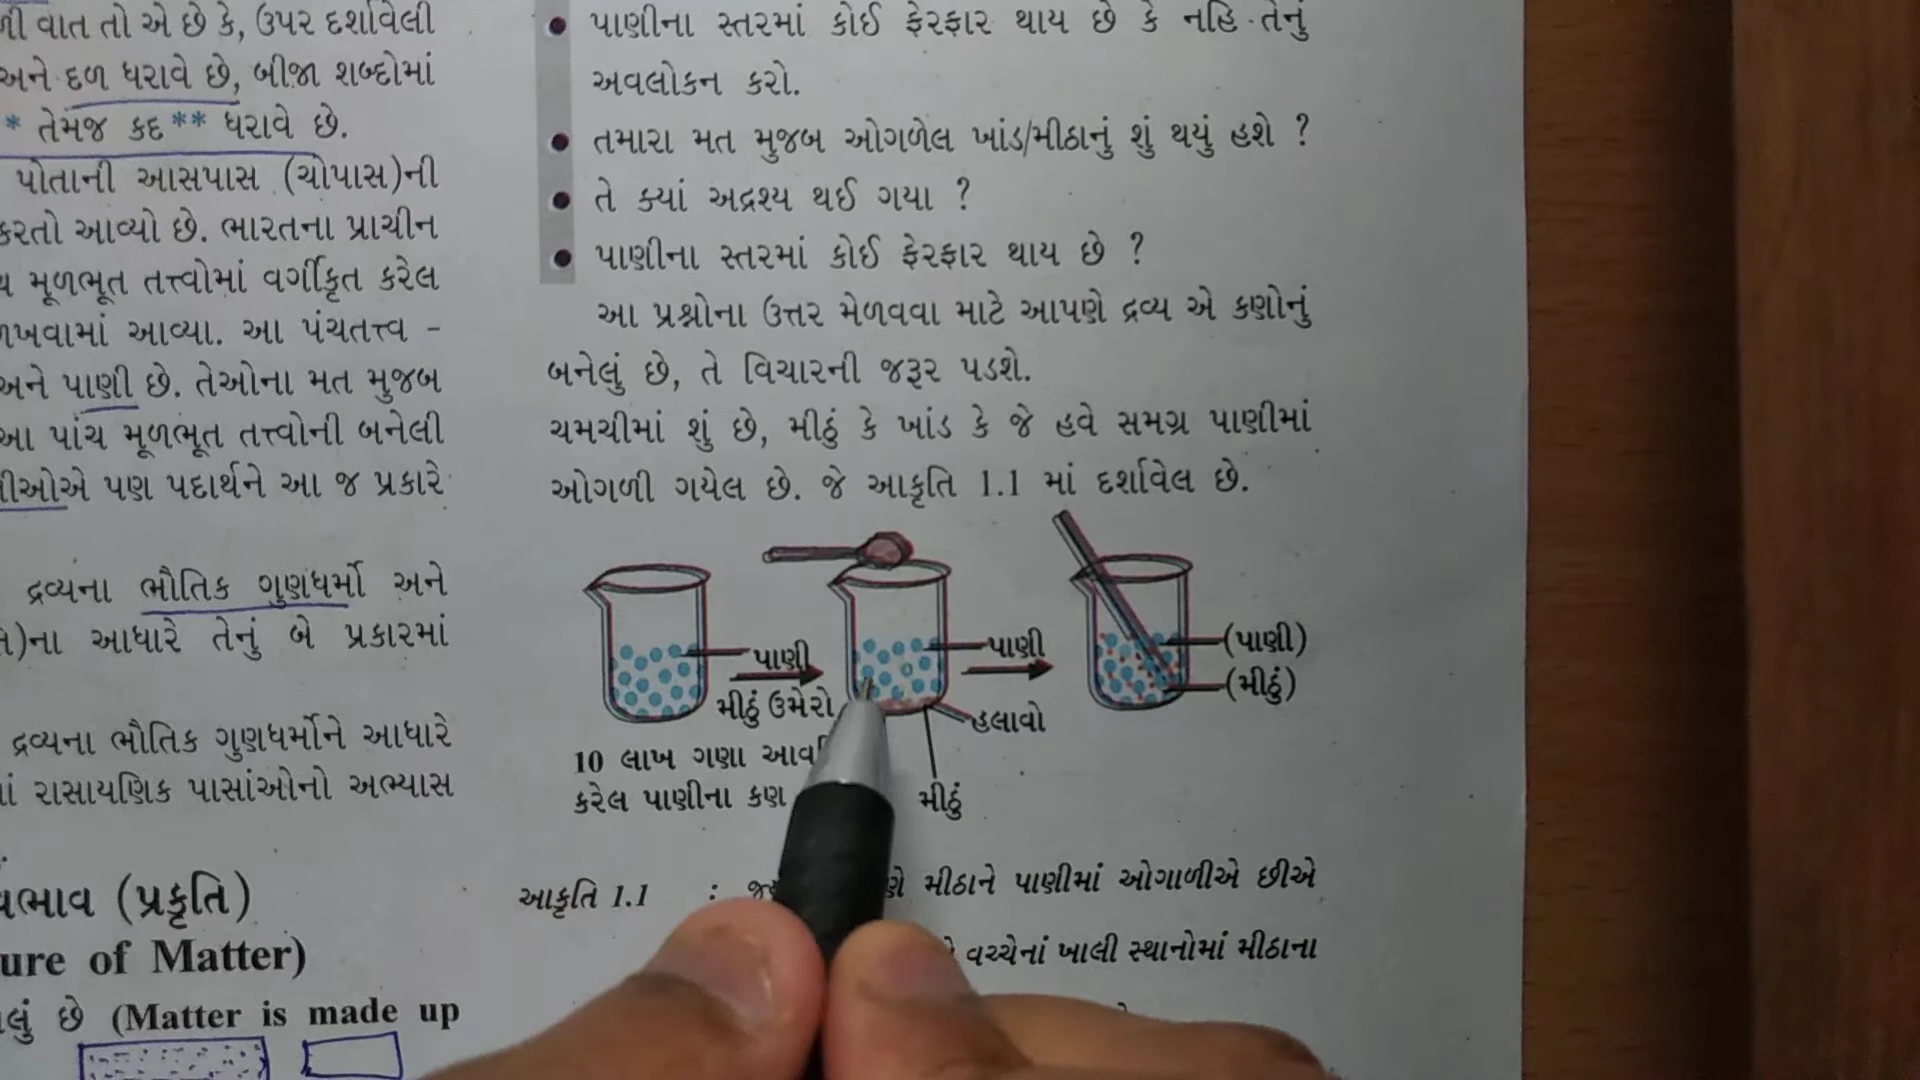 વાત તો એ છે કે, ઉપર દર્શાવેલી
અને દળ ધરાવે છે, બીજા શબ્દોમાં
* તેમજ કદ ** ધરાવે છે.
પોતાની આસપાસ (ચોપાસ)ની
કરતો આવ્યો છે. ભારતના પ્રાચીન
મૂળભૂત તત્ત્વોમાં વર્ગીકૃત કરેલ
આવ્યા. આ પંચતત્ત્વ -
અને પાણી છે. તેઓના મત મુજબ
આ પાંચ મૂળભૂત તત્ત્વોની બનેલી
પણ પદાર્થને આ જ પ્રકારે
દ્રવ્યના ભૌતિક ગુણધર્મો અને
ના આધારે તેનું બે પ્રકારમાં
દ્રવ્યના ભૌતિક ગુણધર્મોને આધારે
રાસાયણિક પાસાંઓનો અભ્યાસ
(પ્રકૃતિ)
of Matter)
છે (Matter is made up
• પાણીના સ્તરમાં કોઈ ફેરફાર થાય છે કે નહિ તેનું
અવલોકન કરો.
• તમારા મત મુજબ ઓગળેલ ખાંડ/મીઠાનું શું થયું હશે ?
• તે ક્યાં અદ્રશ્ય થઈ ગયા ?
• પાણીના સ્તરમાં કોઈ ફેરફાર થાય છે ?
આ પ્રશ્નોના ઉત્તર મેળવવા માટે આપણે દ્રવ્ય એ કણોનું
બનેલું છે, તે વિચારની જરૂર પડશે.
ચમચીમાં શું છે, મીઠું કે ખાંડ કે જે હવે સમગ્ર પાણીમાં
ઓગળી ગયેલ છે. જે આકૃતિ 1.1 માં દર્શાવેલ છે.
પાણી
મીઠું ઉમેરો
પાણી
હલાવો
મીઠું
(પાણી)
(મીઠું)
10 લાખ ગણા
કરેલ પાણીના કણ
આકૃતિ 1.1 : મીઠાને પાણીમાં ઓગાળીએ છીએ
વચ્ચેનાં ખાલી સ્થાનોમાં મીઠાના